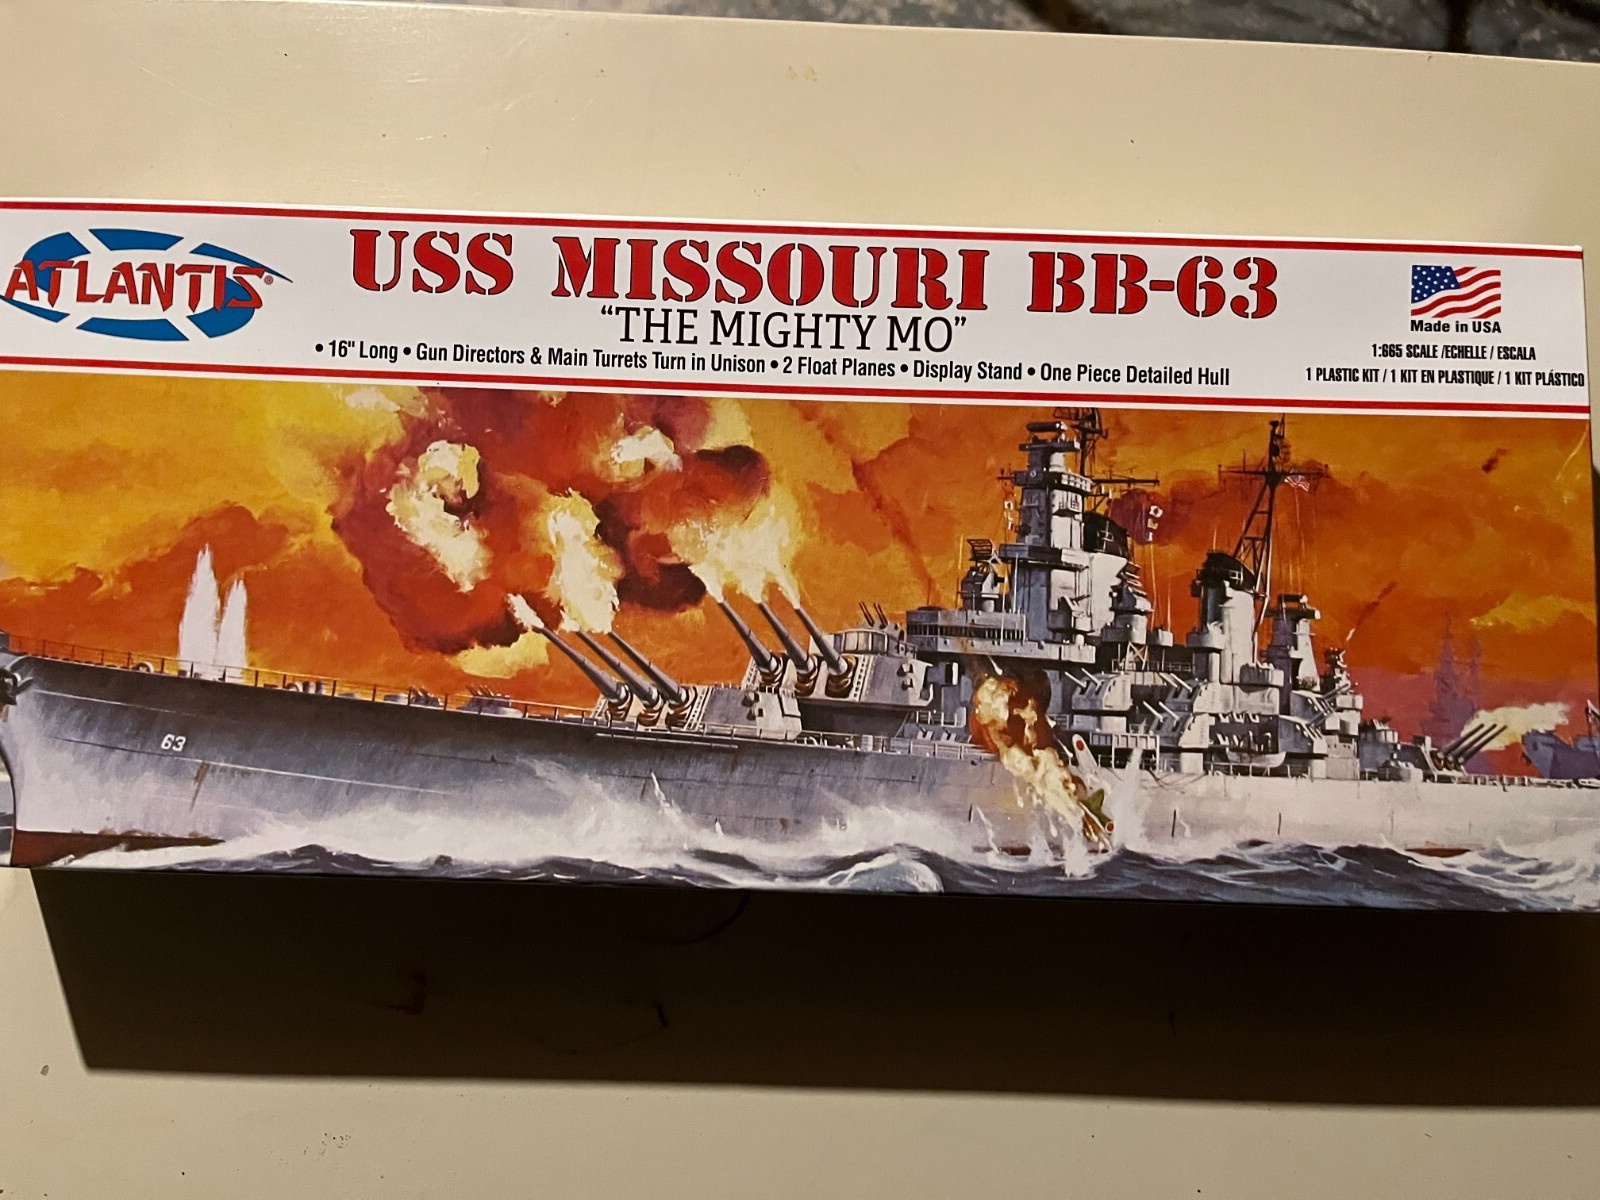 ATLANTIS®
USS MISSOURI BB-63
"THE MIGHTY MO"
• 16" Long • Gun Directors & Main Turrets Turn in Unison • 2 Float Planes • Display Stand • One Piece Detailed Hull
Made in USA
1:665 SCALE /ECHELLE / ESCALA
1 PLASTIC KIT / 1 KIT EN PLASTIQUE / 1 KIT PLÁSTICO
63